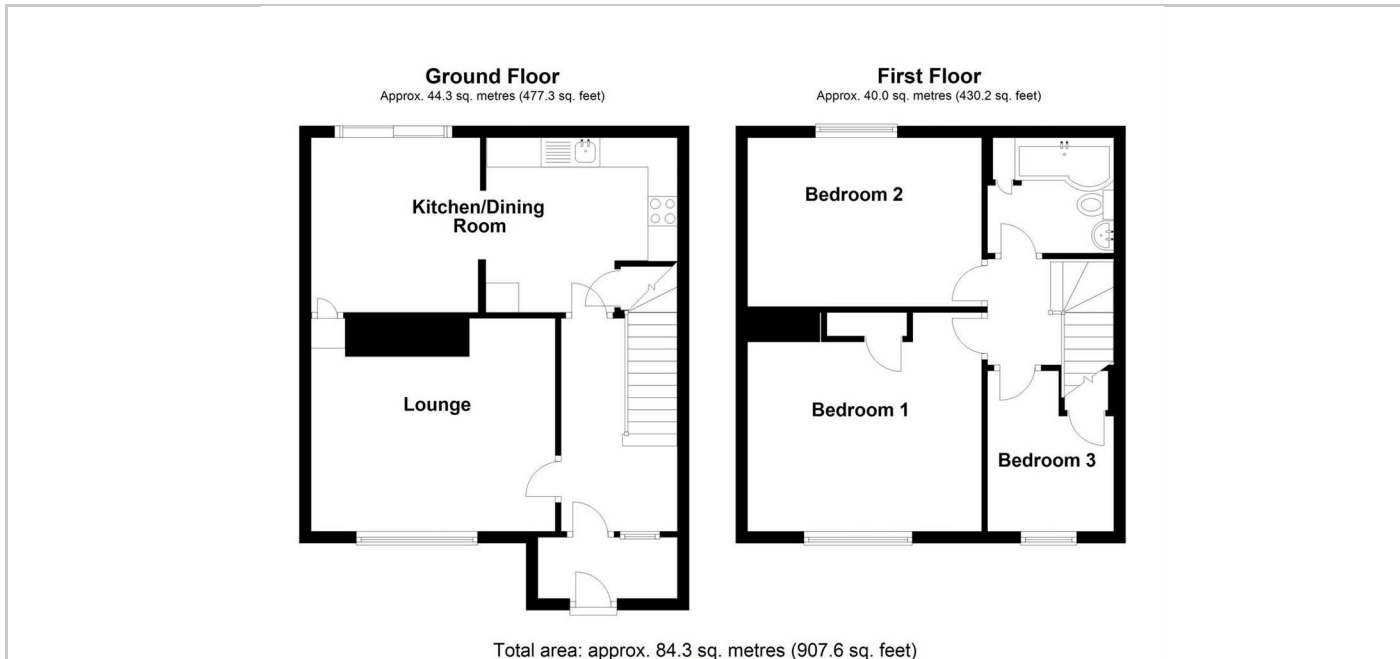 Ground Floor
Approx. 44.3 sq. metres (477.3 sq. feet)
Kitchen/Dining
Room
Lounge
First Floor
Approx. 40.0 sq. metres (430.2 sq. feet)
Bedroom 2
Bedroom 1
Bedroom 3
Total area: approx. 84.3 sq. metres (907.6 sq. feet)